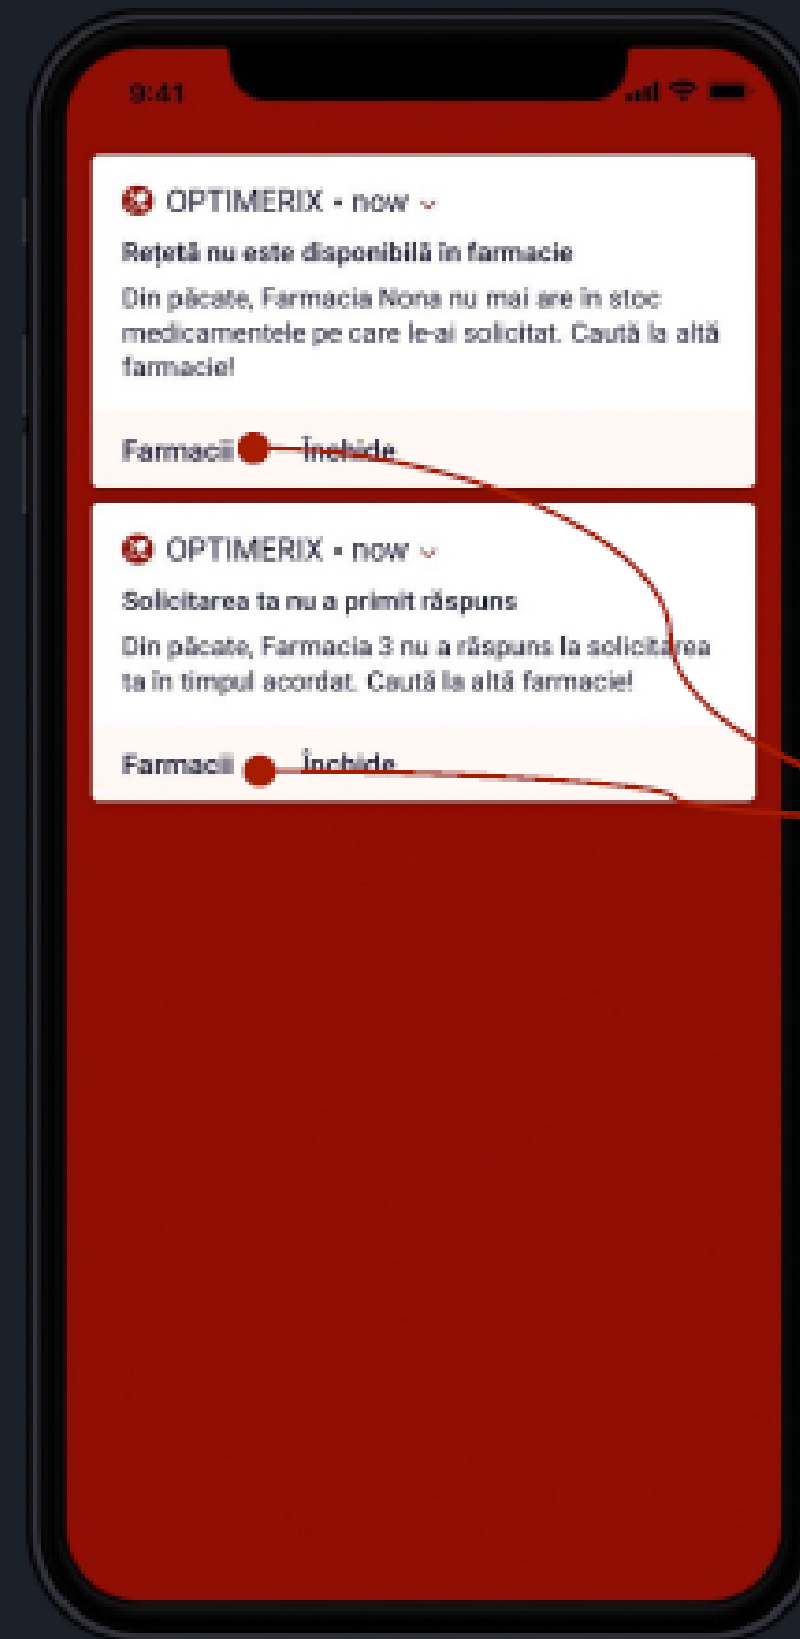 9:41
OPTIMERIX • now
Rețetă nu este disponibilă în farmacie
Din păcate, Farmacia Nona nu mai are în stoc
medicamentele pe care le-ai solicitat. Caută la altă
farmacie!
Farmacii Închide
OPTIMERIX • now
Solicitarea ta nu a primit răspuns
Din păcate, Farmacia 3 nu a răspuns la solicitarea
ta în timpul acordat. Caută la altă farmacie!
Farmacii Închide